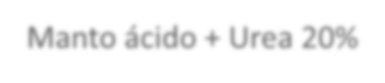 Manto ácido + Urea 20%